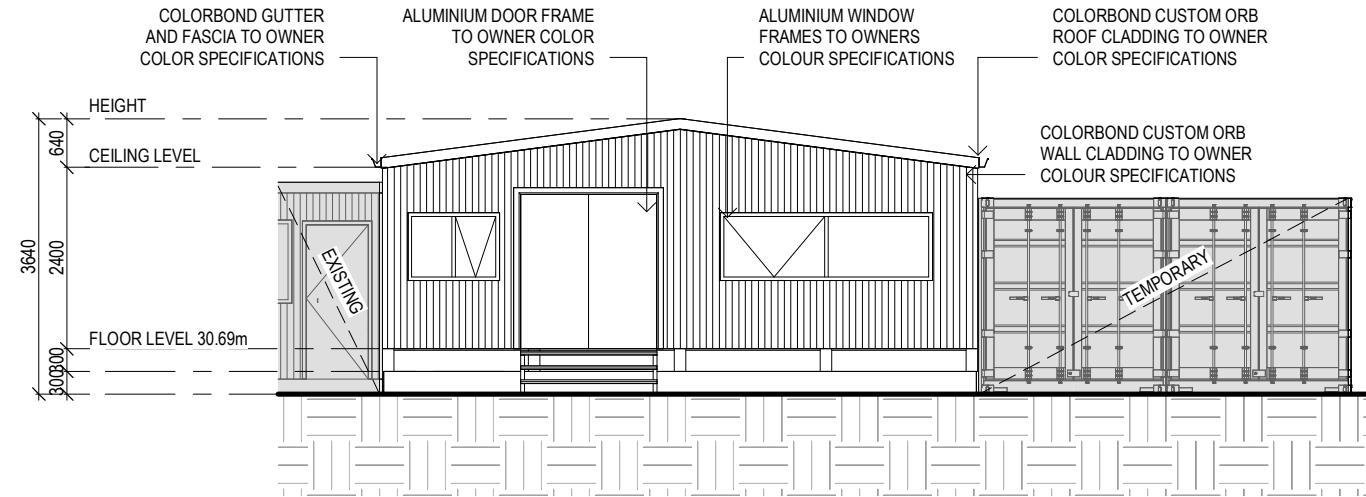 COLORBOND GUTTER
AND FASCIA TO OWNER
COLOR SPECIFICATIONS
ALUMINIUM DOOR FRAME
TO OWNER COLOR
SPECIFICATIONS
ALUMINIUM WINDOW
FRAMES TO OWNERS
COLOUR SPECIFICATIONS
COLORBOND CUSTOM ORB
ROOF CLADDING TO OWNER
COLOR SPECIFICATIONS
COLORBOND CUSTOM ORB
WALL CLADDING TO OWNER
COLOUR SPECIFICATIONS
HEIGHT
640
CEILING LEVEL
3640
2400
FLOOR LEVEL 30.69m
300
300
EXISTING
TEMPORARY